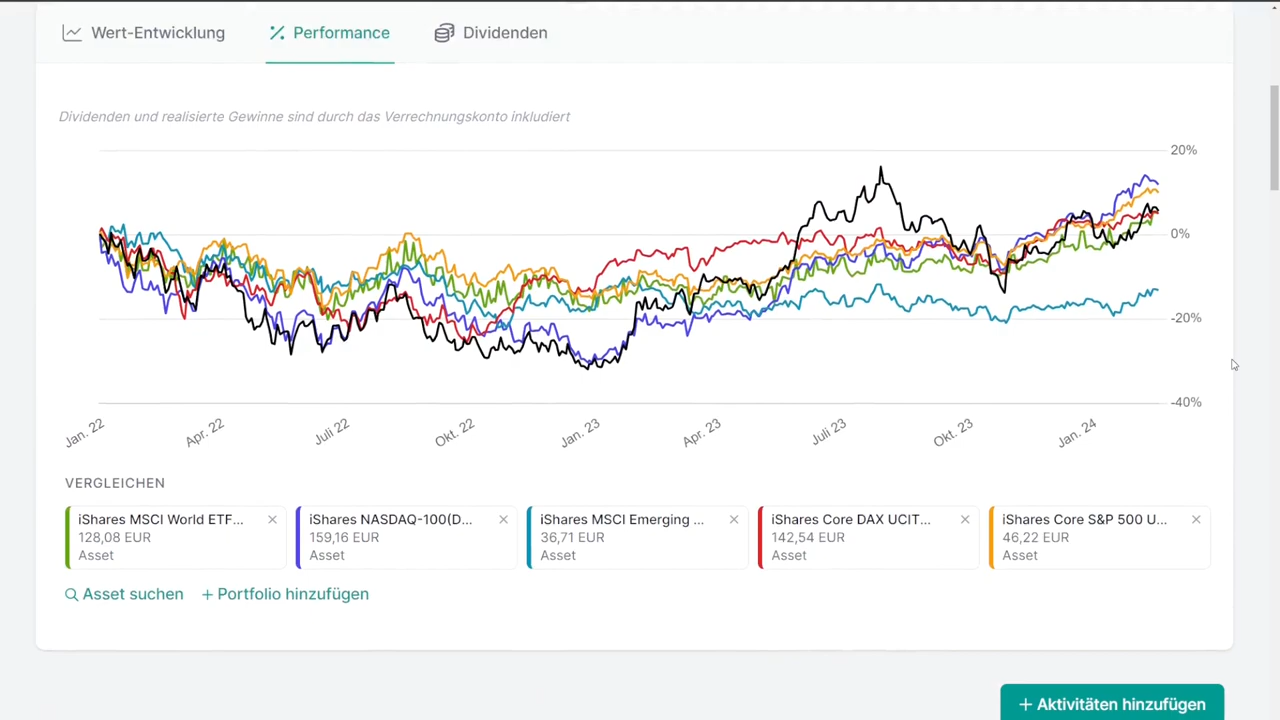 Wert-Entwicklung Performance Dividenden
Dividenden und realisierte Gewinne sind durch das Verrechnungskonto inkludiert
20%
0%
-20%
-40%
Jan. 22 Apr. 22 Juli 22 Okt. 22 Jan. 23 Apr. 23 Juli 23 Okt. 23 Jan. 24
VERGLEICHEN
iShares MSCI World ETF...
128,08 EUR
Asset
iShares NASDAQ-100(D...
159,16 EUR
Asset
iShares MSCI Emerging ...
36,71 EUR
Asset
iShares Core DAX UCIT...
142,54 EUR
Asset
iShares Core S&P 500 U...
46,22 EUR
Asset
Asset suchen + Portfolio hinzufügen
+ Aktivitäten hinzufügen